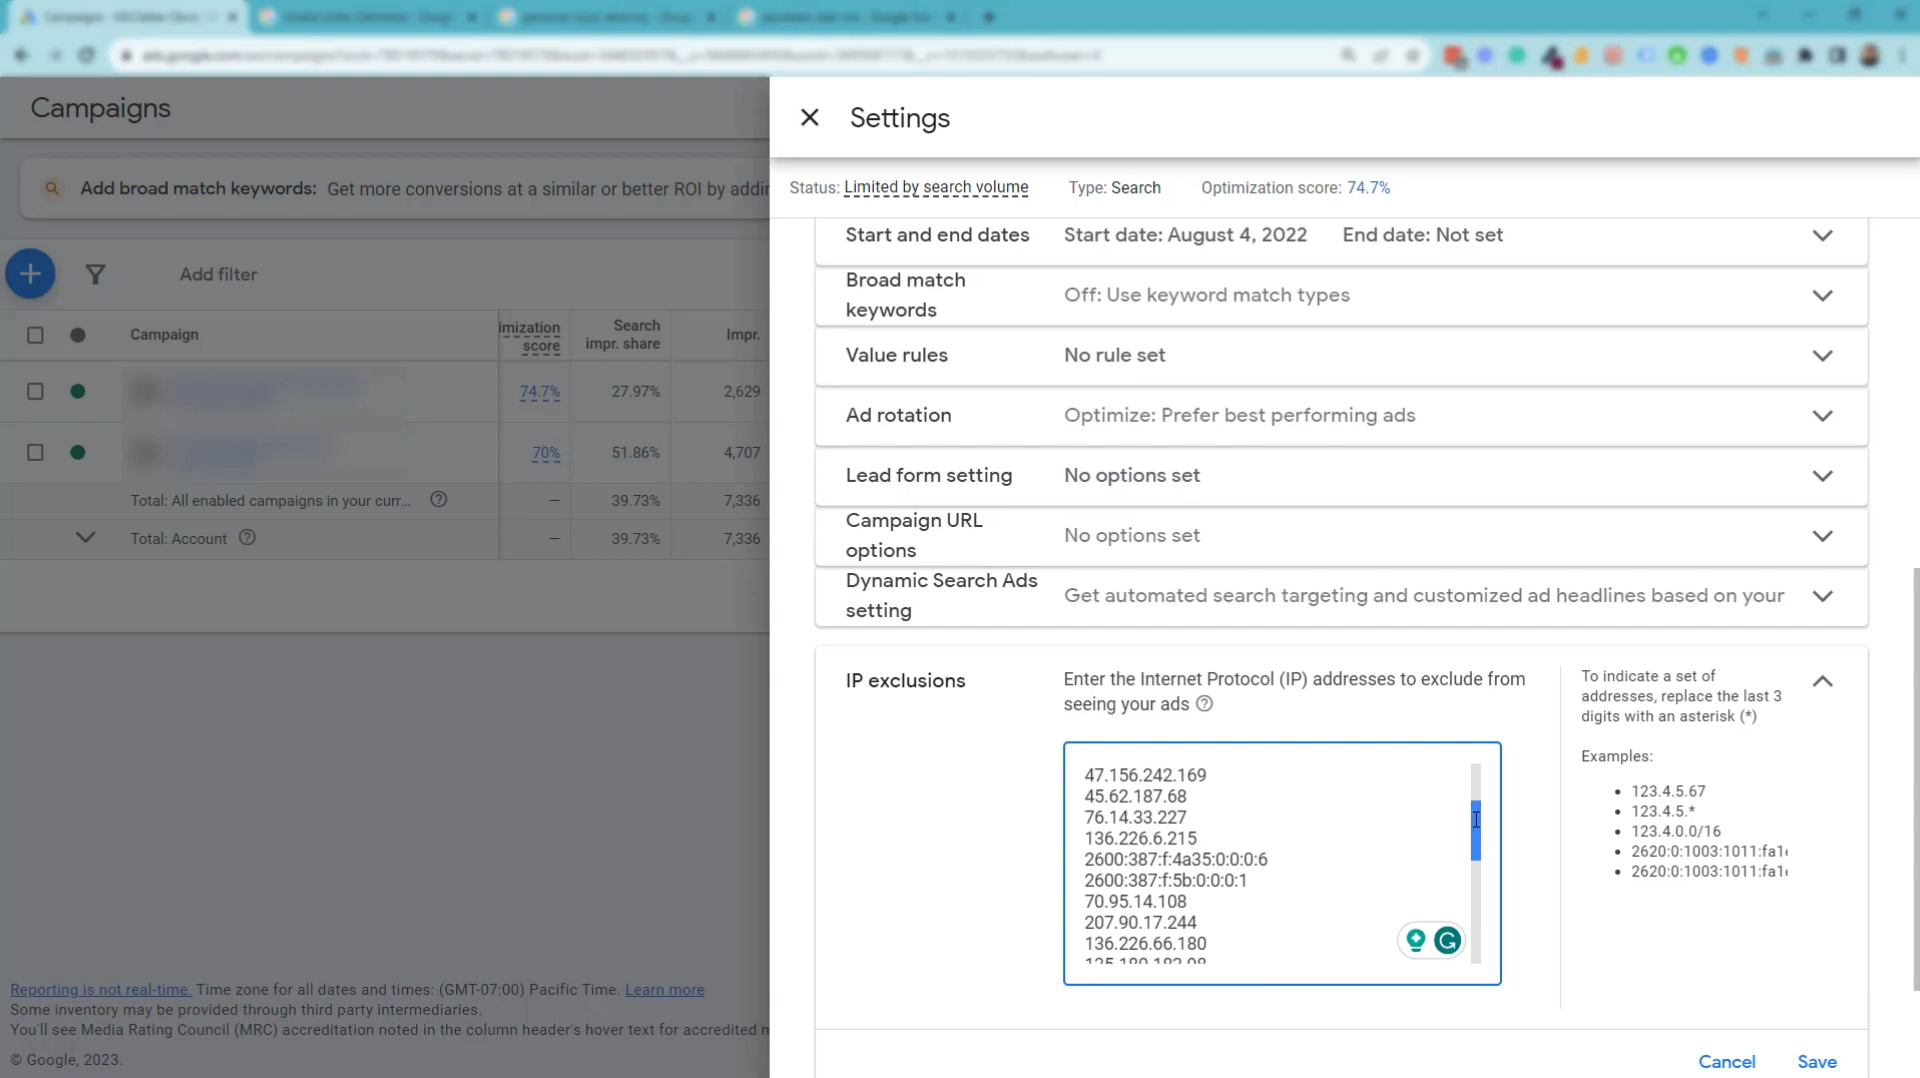 Campaigns
Settings
Status: Limited by search volume Type: Search Optimization score: 74.7%
Add broad match keywords: Get more conversions at a similar or better ROI by addin
Add filter
Campaign
imization score
Search impr. share
Impr.
74.7% 27.97% 2,629
70% 51.86% 4,707
Total: All enabled campaigns in your curr... — 39.73% 7,336
Total: Account — 39.73% 7,336
Reporting is not real-time. Time zone for all dates and times: (GMT-07:00) Pacific Time. Learn more
Some inventory may be provided through third party intermediaries.
You'll see Media Rating Council (MRC) accreditation noted in the column header's hover text for accredited m
© Google, 2023.
Start and end dates Start date: August 4, 2022 End date: Not set
Broad match keywords Off: Use keyword match types
Value rules No rule set
Ad rotation Optimize: Prefer best performing ads
Lead form setting No options set
Campaign URL options No options set
Dynamic Search Ads setting Get automated search targeting and customized ad headlines based on your
IP exclusions
Enter the Internet Protocol (IP) addresses to exclude from
seeing your ads
47.156.242.169
45.62.187.68
76.14.33.227
136.226.6.215
2600:387:f:4a35:0:0:0:6
2600:387:f:5b:0:0:0:1
70.95.14.108
207.90.17.244
136.226.66.180
To indicate a set of
addresses, replace the last 3
digits with an asterisk (*)
Examples:
123.4.5.67
123.4.5.*
123.4.0.0/16
2620:0:1003:1011:fa1
2620:0:1003:1011:fa1
Cancel Save